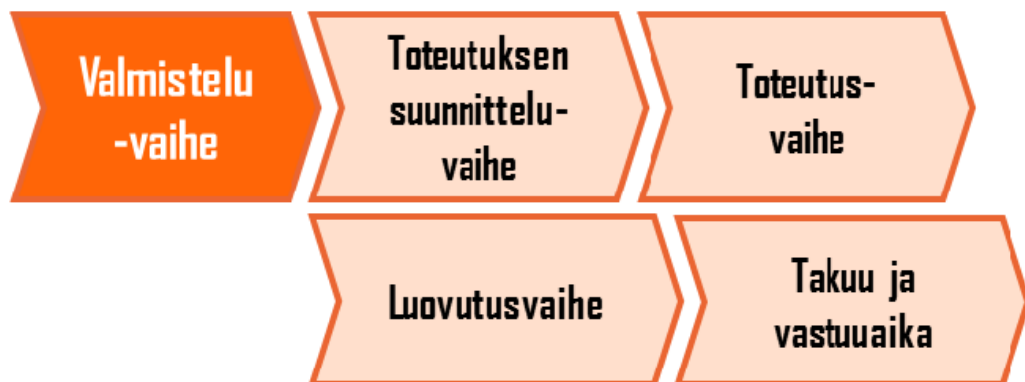 Valmistelu
-vaihe
Toteutuksen
suunnittelu-
vaihe
Toteutus-
vaihe
Luovutusvaihe
Takuu ja
vastuuaika